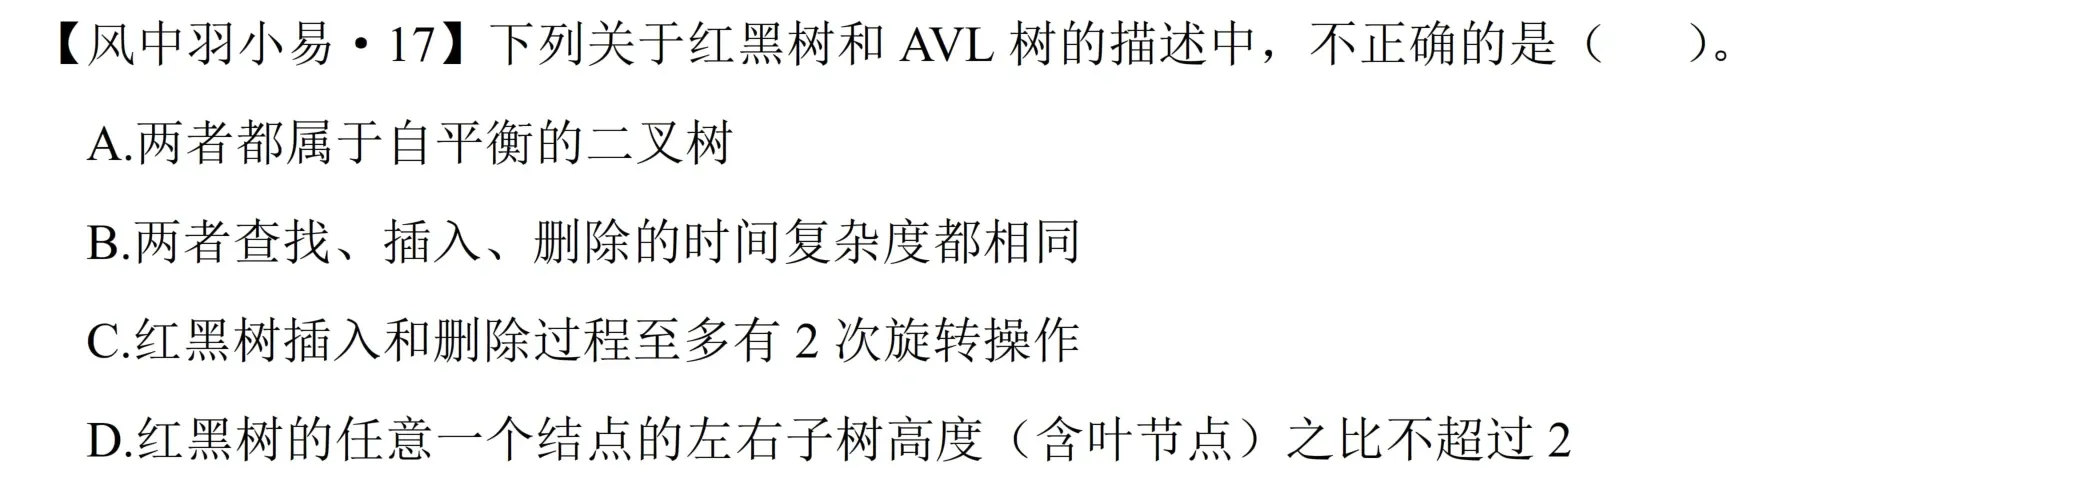 【风中羽小易·17】下列关于红黑树和 AVL 树的描述中，不正确的是（　　）。
A.两者都属于自平衡的二叉树
B.两者查找、插入、删除的时间复杂度都相同
C.红黑树插入和删除过程至多有 2 次旋转操作
D.红黑树的任意一个结点的左右子树高度（含叶节点）之比不超过 2